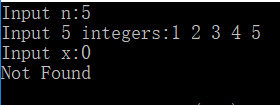 Input n:5
Input 5 integers:1 2 3 4 5
Input x:0
Not Found